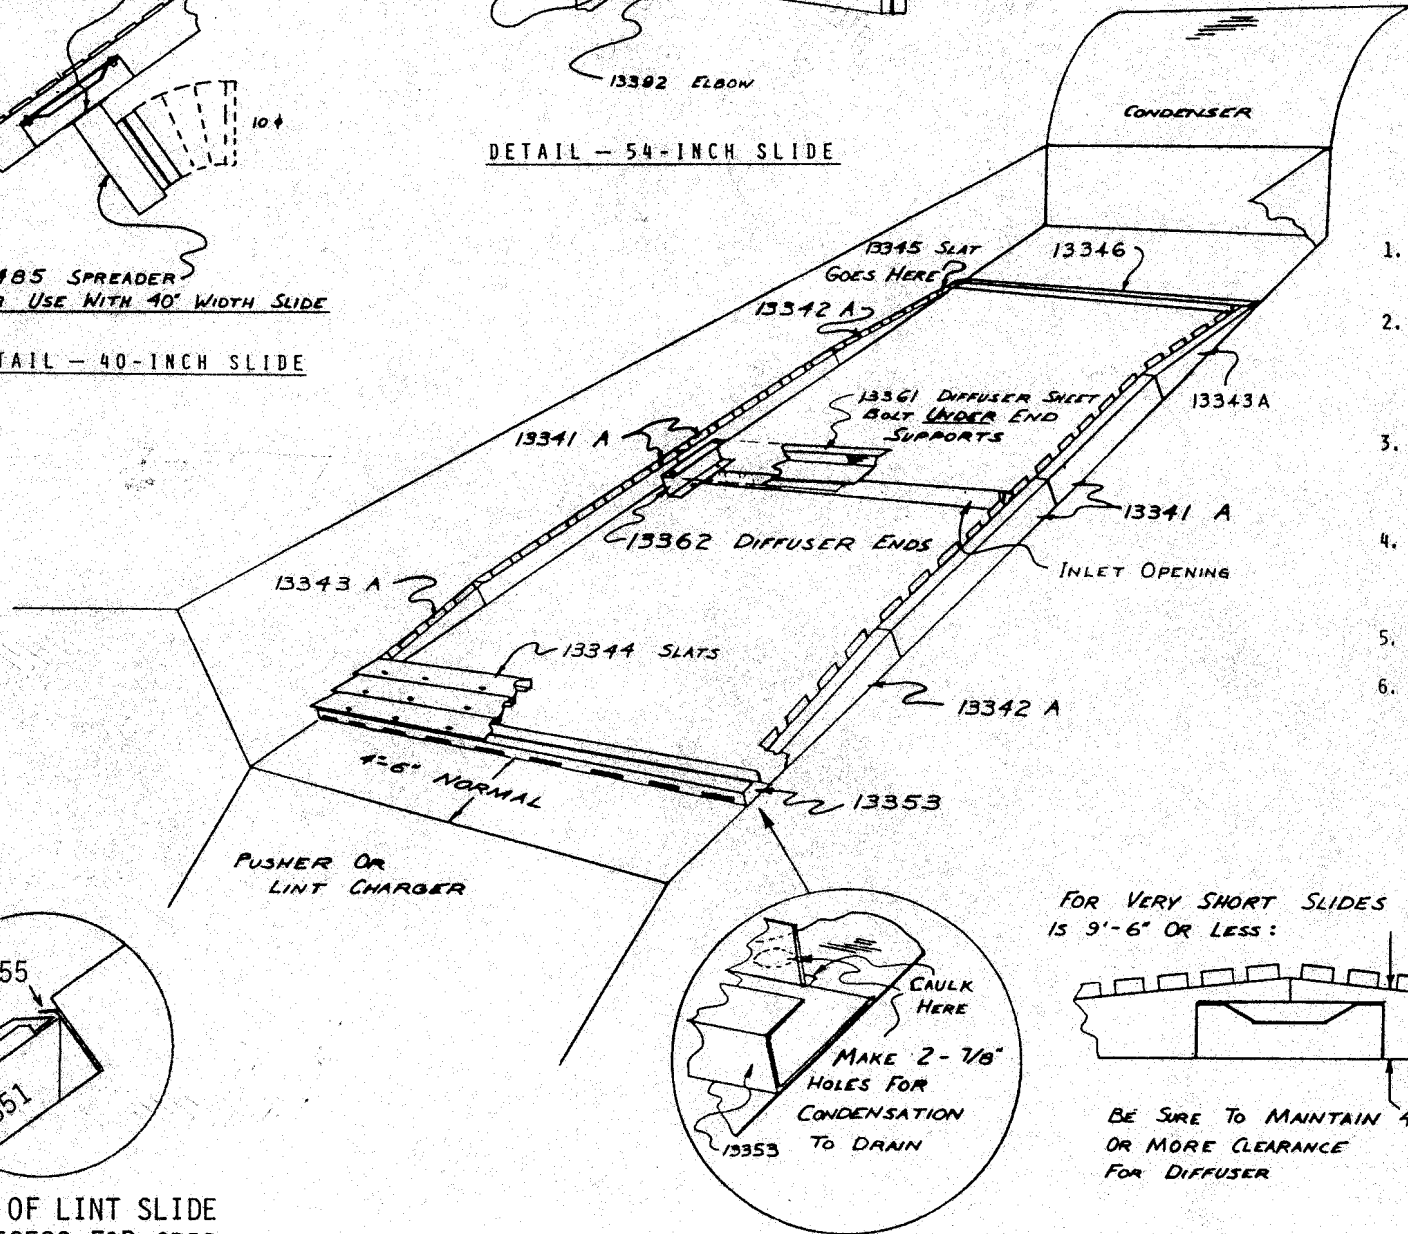 13392 ELBOW
10 ϕ
DETAIL — 54-INCH SLIDE
CONDENSER
485 SPREADER
USE WITH 40" WIDTH SLIDE
TAIL — 40-INCH SLIDE
13345 SLAT
GOES HERE
13346
13342 A
13343A
13361 DIFFUSER SHEET
BOLT UNDER END
SUPPORTS
13341 A
13341 A
13362 DIFFUSER ENDS
INLET OPENING
13343 A
13344 SLATS
13342 A
4"-6" NORMAL
13353
PUSHER OR
LINT CHARGER
1.
2.
3.
4.
5.
6.
FOR VERY SHORT SLIDES
IS 9'-6" OR LESS:
55
51
CAULK
HERE
MAKE 2-7/8"
HOLES FOR
CONDENSATION
TO DRAIN
13353
BE SURE TO MAINTAIN 4
OR MORE CLEARANCE
FOR DIFFUSER
OF LINT SLIDE